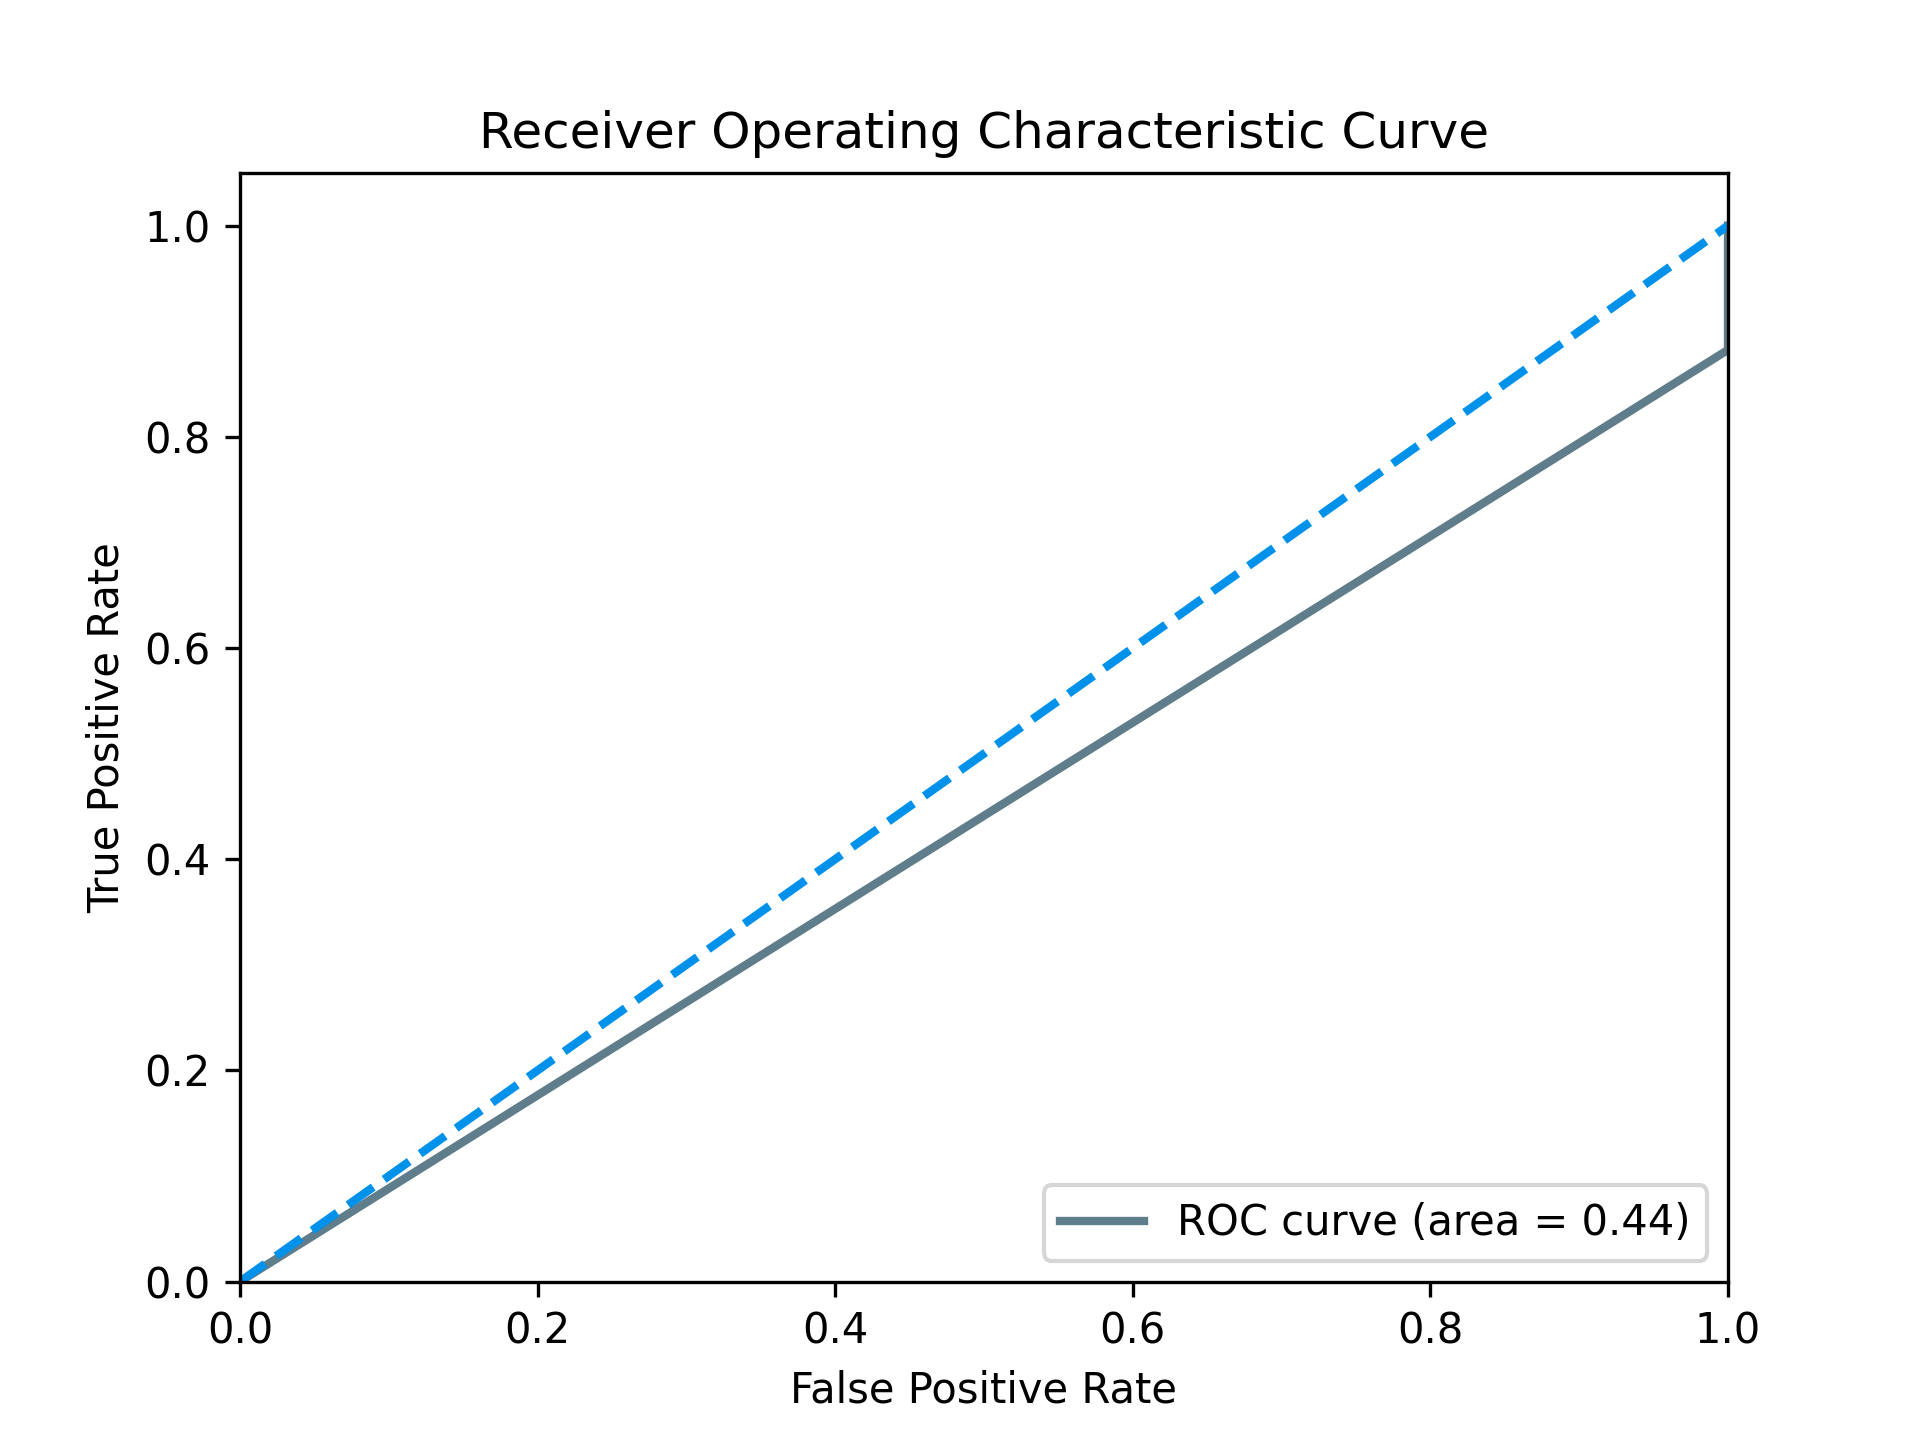 Receiver Operating Characteristic Curve
1.0
0.8
0.6
0.4
0.2
0.0
True Positive Rate
ROC curve (area = 0.44)
0.0 0.2 0.4 0.6 0.8 1.0
False Positive Rate